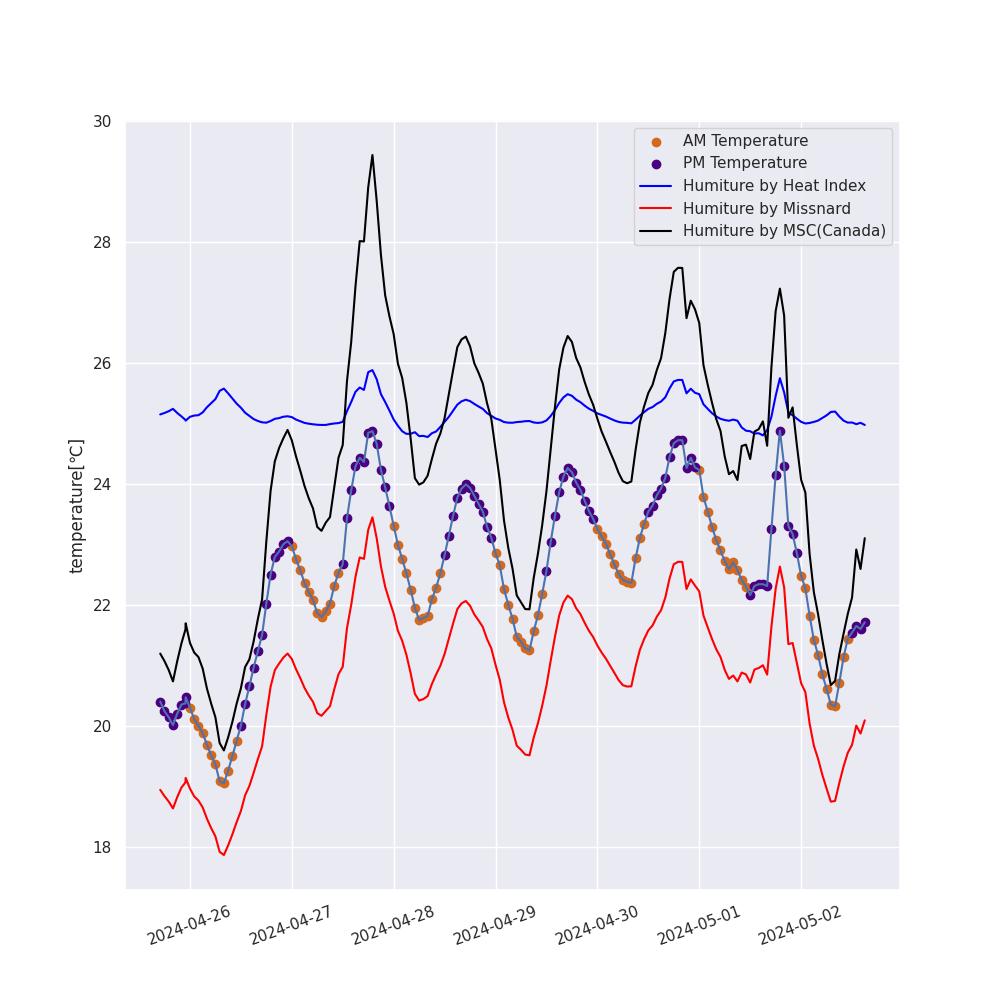 30
28
26
24
22
20
18
temperature[℃]
AM Temperature
PM Temperature
Humiture by Heat Index
Humiture by Missnard
Humiture by MSC(Canada)
2024-04-26
2024-04-27
2024-04-28
2024-04-29
2024-04-30
2024-05-01
2024-05-02